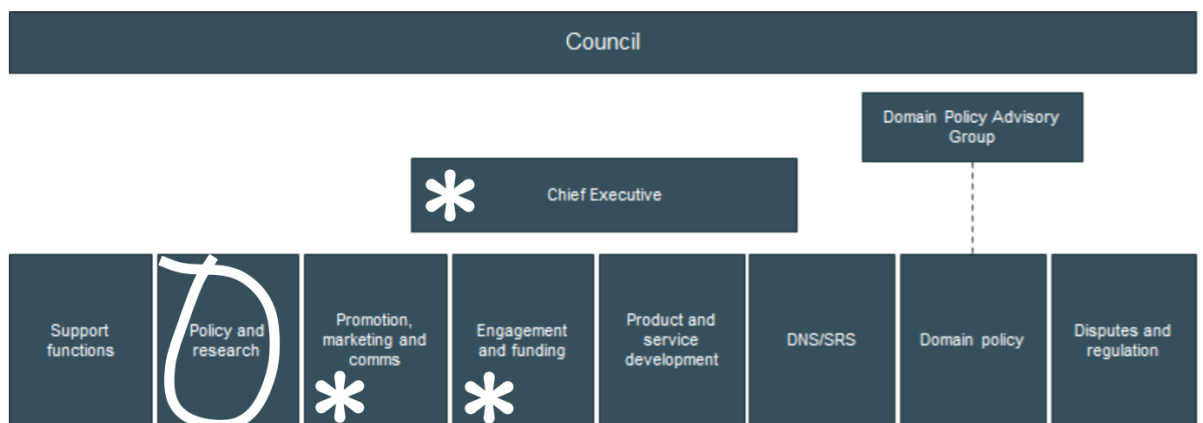 Council
Domain Policy Advisory
Group
* Chief Executive
Support
functions
Policy and
research
Promotion,
marketing and
comms
*
Engagement
and funding
*
Product and
service
development
DNS/SRS
Domain policy
Disputes and
regulation